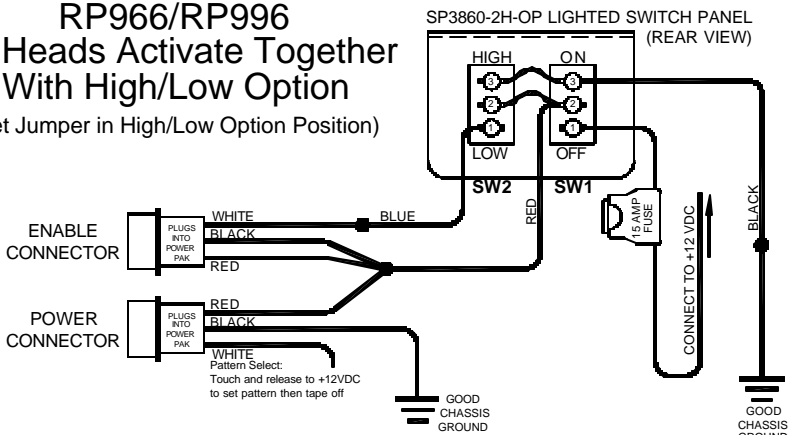 RP966/RP996
Heads Activate Together
With High/Low Option
et Jumper in High/Low Option Position)
SP3860-2H-OP LIGHTED SWITCH PANEL
(REAR VIEW)
HIGH
ON
3
3
2
2
1
1
LOW
OFF
SW2
SW1
ENABLE
CONNECTOR
PLUGS
INTO
POWER
PAK
WHITE
BLACK
RED
BLUE
RED
15 AMP
FUSE
CONNECT TO +12 VDC
BLACK
POWER
CONNECTOR
PLUGS
INTO
POWER
PAK
RED
BLACK
WHITE
Pattern Select:
Touch and release to +12VDC
to set pattern then tape off
GOOD
CHASSIS
GROUND
GOOD
CHASSIS
GROUND